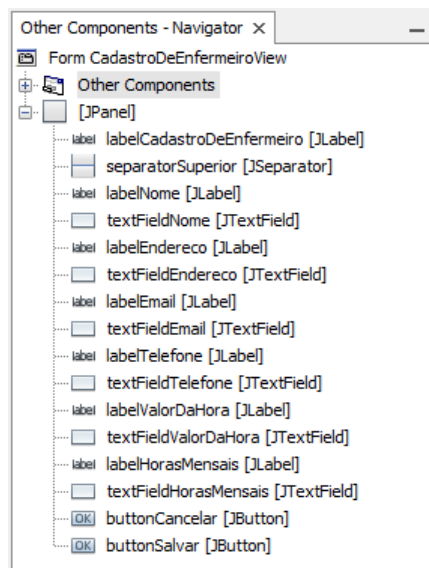 Other Components - Navigator ×
Form CadastroDeEnfermeiroView
Other Components
[JPanel]
label labelCadastroDeEnfermeiro [JLabel]
separatorSuperior [JSeparator]
label labelNome [JLabel]
textFieldNome [JTextField]
label labelEndereco [JLabel]
textFieldEndereco [JTextField]
label labelEmail [JLabel]
textFieldEmail [JTextField]
label labelTelefone [JLabel]
textFieldTelefone [JTextField]
label labelValorDaHora [JLabel]
textFieldValorDaHora [JTextField]
label labelHorasMensais [JLabel]
textFieldHorasMensais [JTextField]
OK buttonCancelar [JButton]
OK buttonSalvar [JButton]